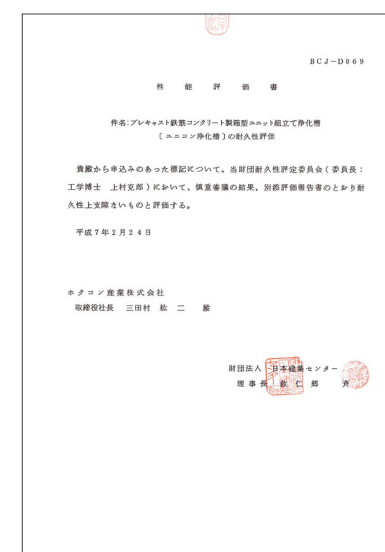 BCJ-D069
性能評価書
件名：プレキャスト鉄筋コンクリート製箱型ユニット組立て浄化槽
〔ユニコン浄化槽〕の耐久性評価
貴殿から申込みのあった標記について、当財団耐久性評定委員会（委員長：
工学博士　上村克郎）において、慎重審議の結果、別添評価報告書のとおり耐
久性上支障ないものと評価する。
平成７年２月２４日
ホクコン産業株式会社
取締役社長　三田村　紘　二　殿
財団法人　日本建築センター
理事長　仁　郷　斉